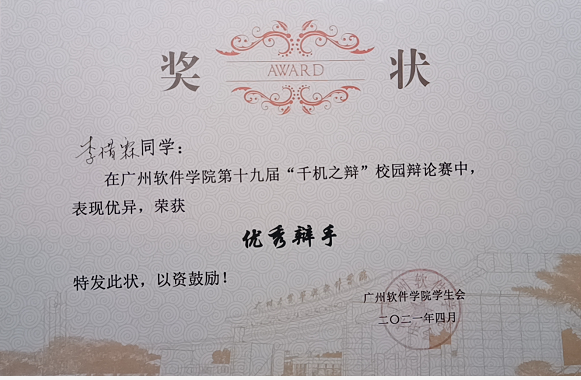 奖 AWARD 状
李惜霖同学：
在广州软件学院第十九届“千机之辩”校园辩论赛中，
表现优异，荣获
优秀辩手
特发此状，以资鼓励！
广州软件学院学生会
二〇二一年四月